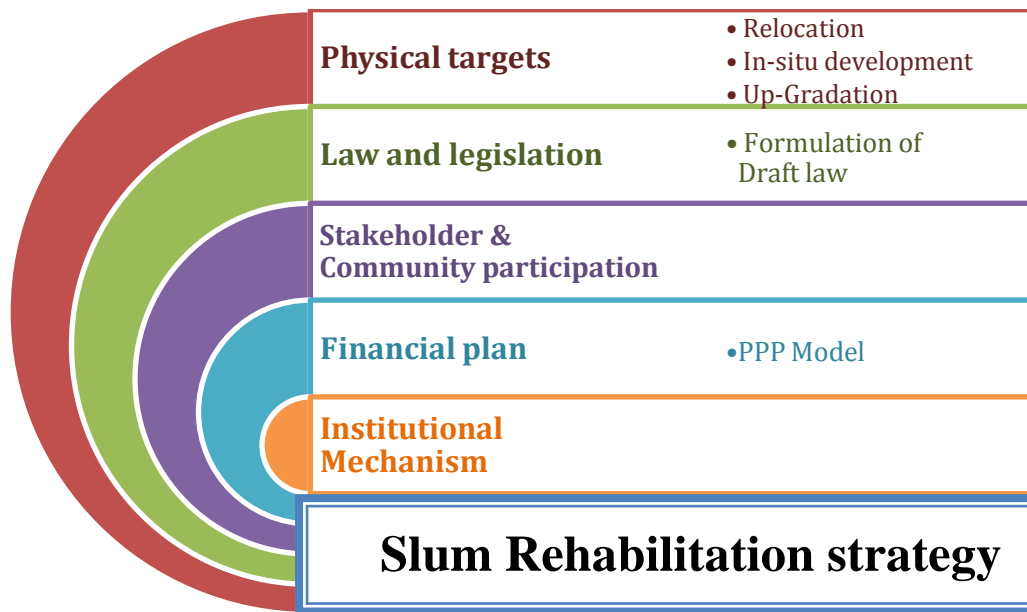 Physical targets
• Relocation
• In-situ development
• Up-Gradation
Law and legislation
• Formulation of
Draft law
Stakeholder &
Community participation
Financial plan
•PPP Model
Institutional
Mechanism
Slum Rehabilitation strategy